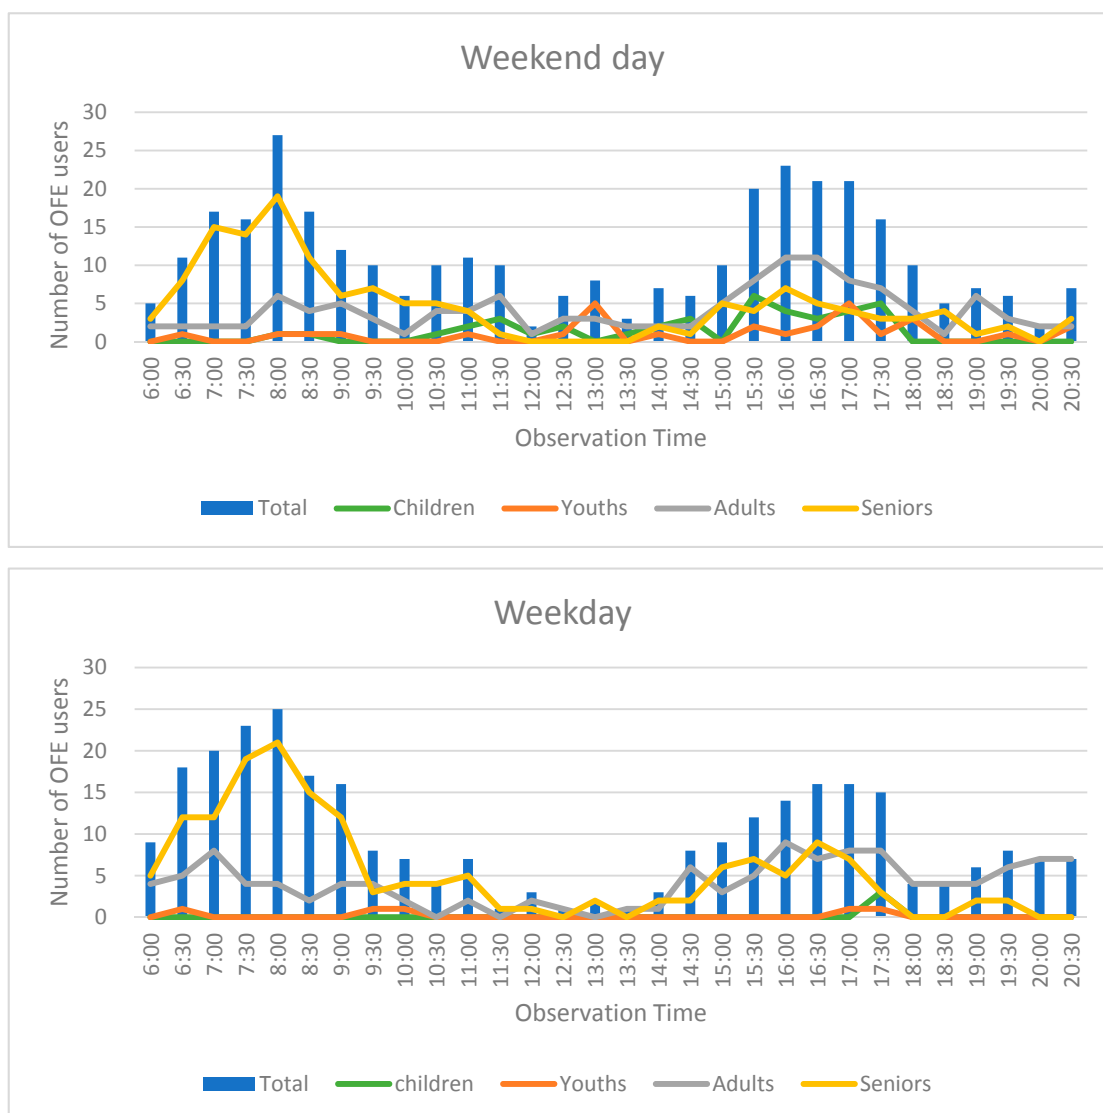 Weekend day
30
25
20
15
10
5
0
Number of OFE users
6:00 6:30 7:00 7:30 8:00 8:30 9:00 9:30 10:00 10:30 11:00 11:30 12:00 12:30 13:00 13:30 14:00 14:30 15:00 15:30 16:00 16:30 17:00 17:30 18:00 18:30 19:00 19:30 20:00 20:30
Observation Time
Total Children Youths Adults Seniors
Weekday
30
25
20
15
10
5
0
Number of OFE users
6:00 6:30 7:00 7:30 8:00 8:30 9:00 9:30 10:00 10:30 11:00 11:30 12:00 12:30 13:00 13:30 14:00 14:30 15:00 15:30 16:00 16:30 17:00 17:30 18:00 18:30 19:00 19:30 20:00 20:30
Observation Time
Total children Youths Adults Seniors